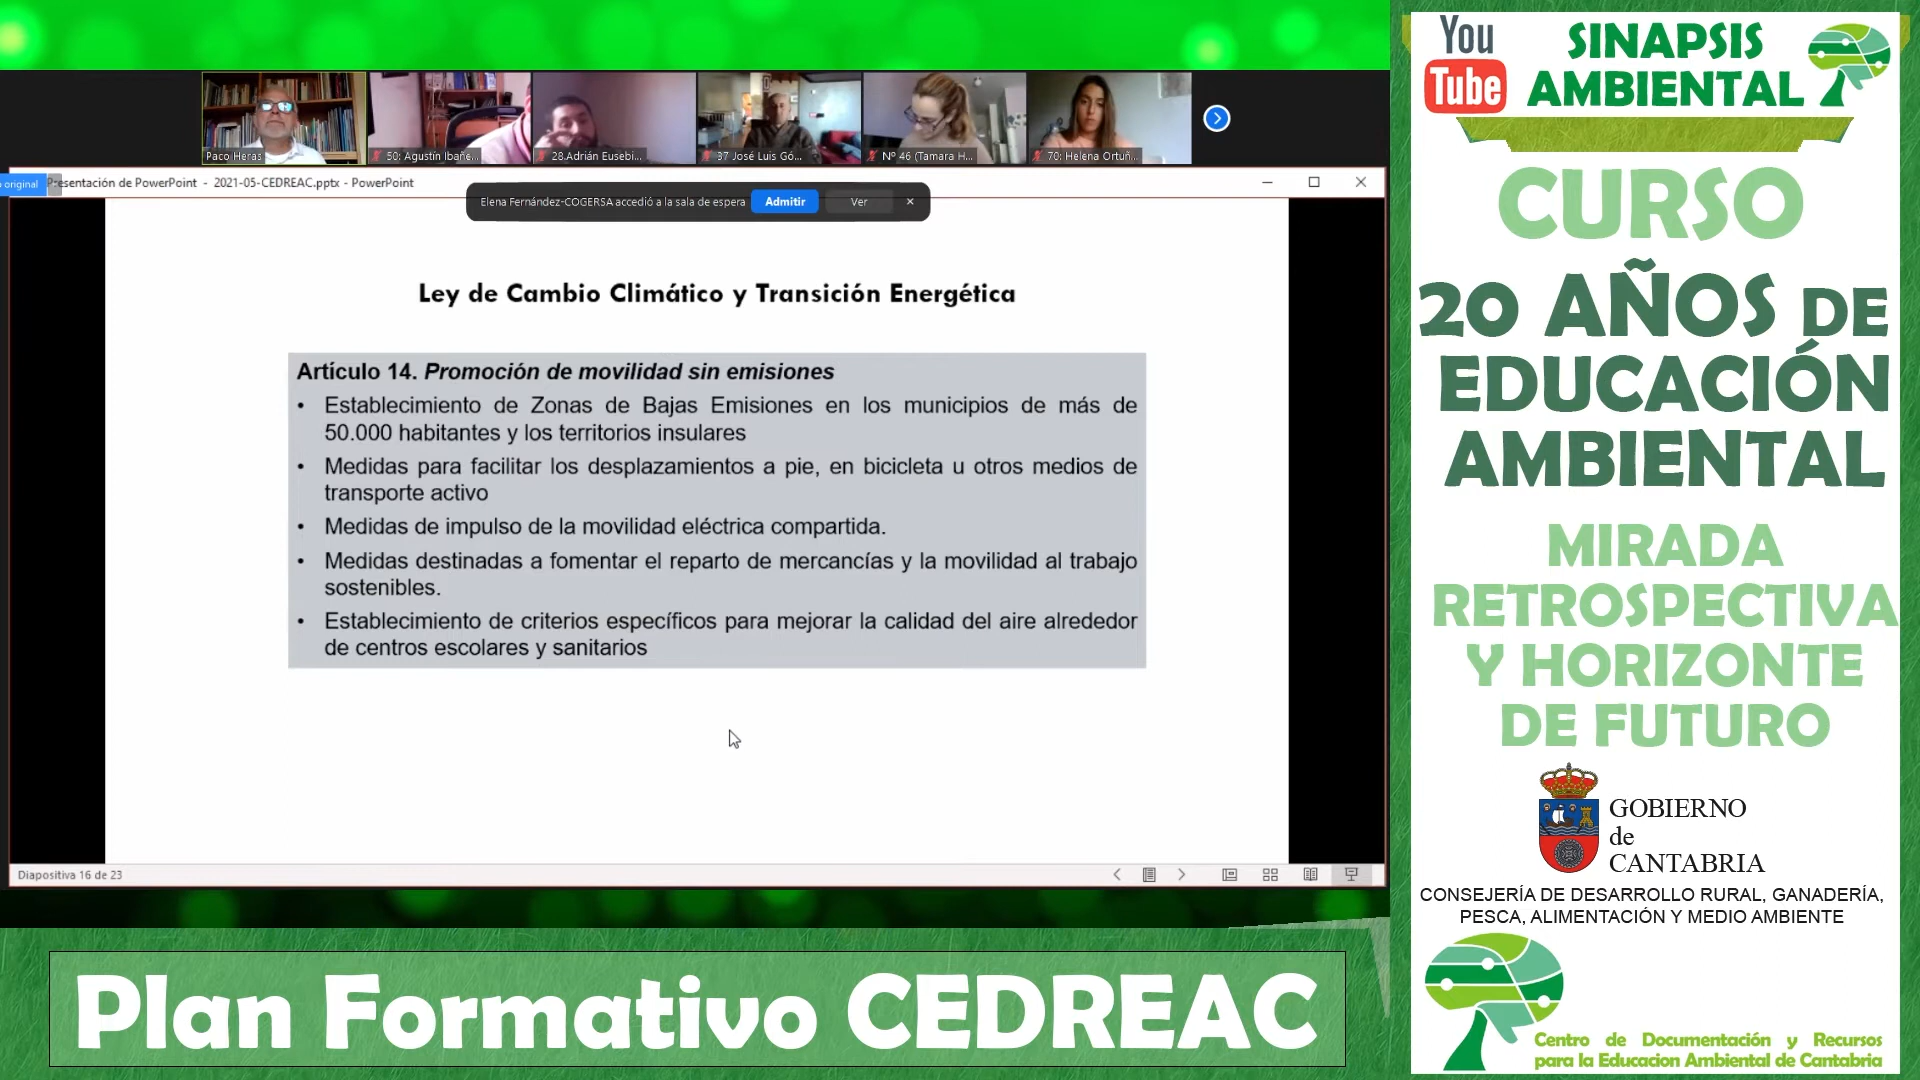 Paco Heras
50: Agustín Ibáñe...
28.Adrián Eusebi...
37 José Luis Gó...
Nº 46 (Tamara H...
70: Helena Ortuñ...
o original
Presentación de PowerPoint - 2021-05-CEDREAC.pptx - PowerPoint
Elena Fernández-COGERSA accedió a la sala de espera
Admitir
Ver
Ley de Cambio Climático y Transición Energética
Artículo 14. Promoción de movilidad sin emisiones
• Establecimiento de Zonas de Bajas Emisiones en los municipios de más de
50.000 habitantes y los territorios insulares
• Medidas para facilitar los desplazamientos a pie, en bicicleta u otros medios de
transporte activo
• Medidas de impulso de la movilidad eléctrica compartida.
• Medidas destinadas a fomentar el reparto de mercancías y la movilidad al trabajo
sostenibles.
• Establecimiento de criterios específicos para mejorar la calidad del aire alrededor
de centros escolares y sanitarios
Diapositiva 16 de 23
Plan Formativo CEDREAC
You
Tube
SINAPSIS
AMBIENTAL
CURSO
20 AÑOS DE
EDUCACIÓN
AMBIENTAL
MIRADA
RETROSPECTIVA
Y HORIZONTE
DE FUTURO
GOBIERNO
de
CANTABRIA
CONSEJERÍA DE DESARROLLO RURAL, GANADERÍA,
PESCA, ALIMENTACIÓN Y MEDIO AMBIENTE
Centro de Documentación y Recursos
para la Educacion Ambiental de Cantabria